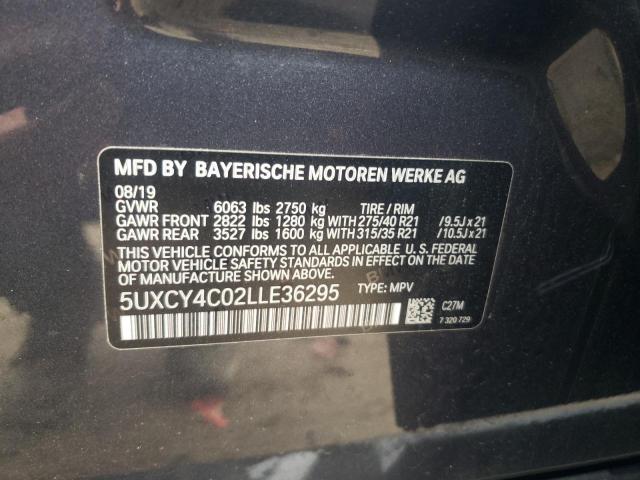 MFD BY BAYERISCHE MOTOREN WERKE AG
08/19
GVWR 6063 lbs 2750 kg TIRE / RIM
GAWR FRONT 2822 lbs 1280 kg WITH 275/40 R21 /9.5J x 21
GAWR REAR 3527 lbs 1600 kg WITH 315/35 R21 /10.5J x 21
THIS VEHICLE CONFORMS TO ALL APPLICABLE U. S. FEDERAL
MOTOR VEHICLE SAFETY STANDARDS IN EFFECT ON THE DATE
OF MANUFACTURE SHOWN ABOVE.
5UXCY4C02LLE36295 TYPE: MPV
C27M
7 320 729